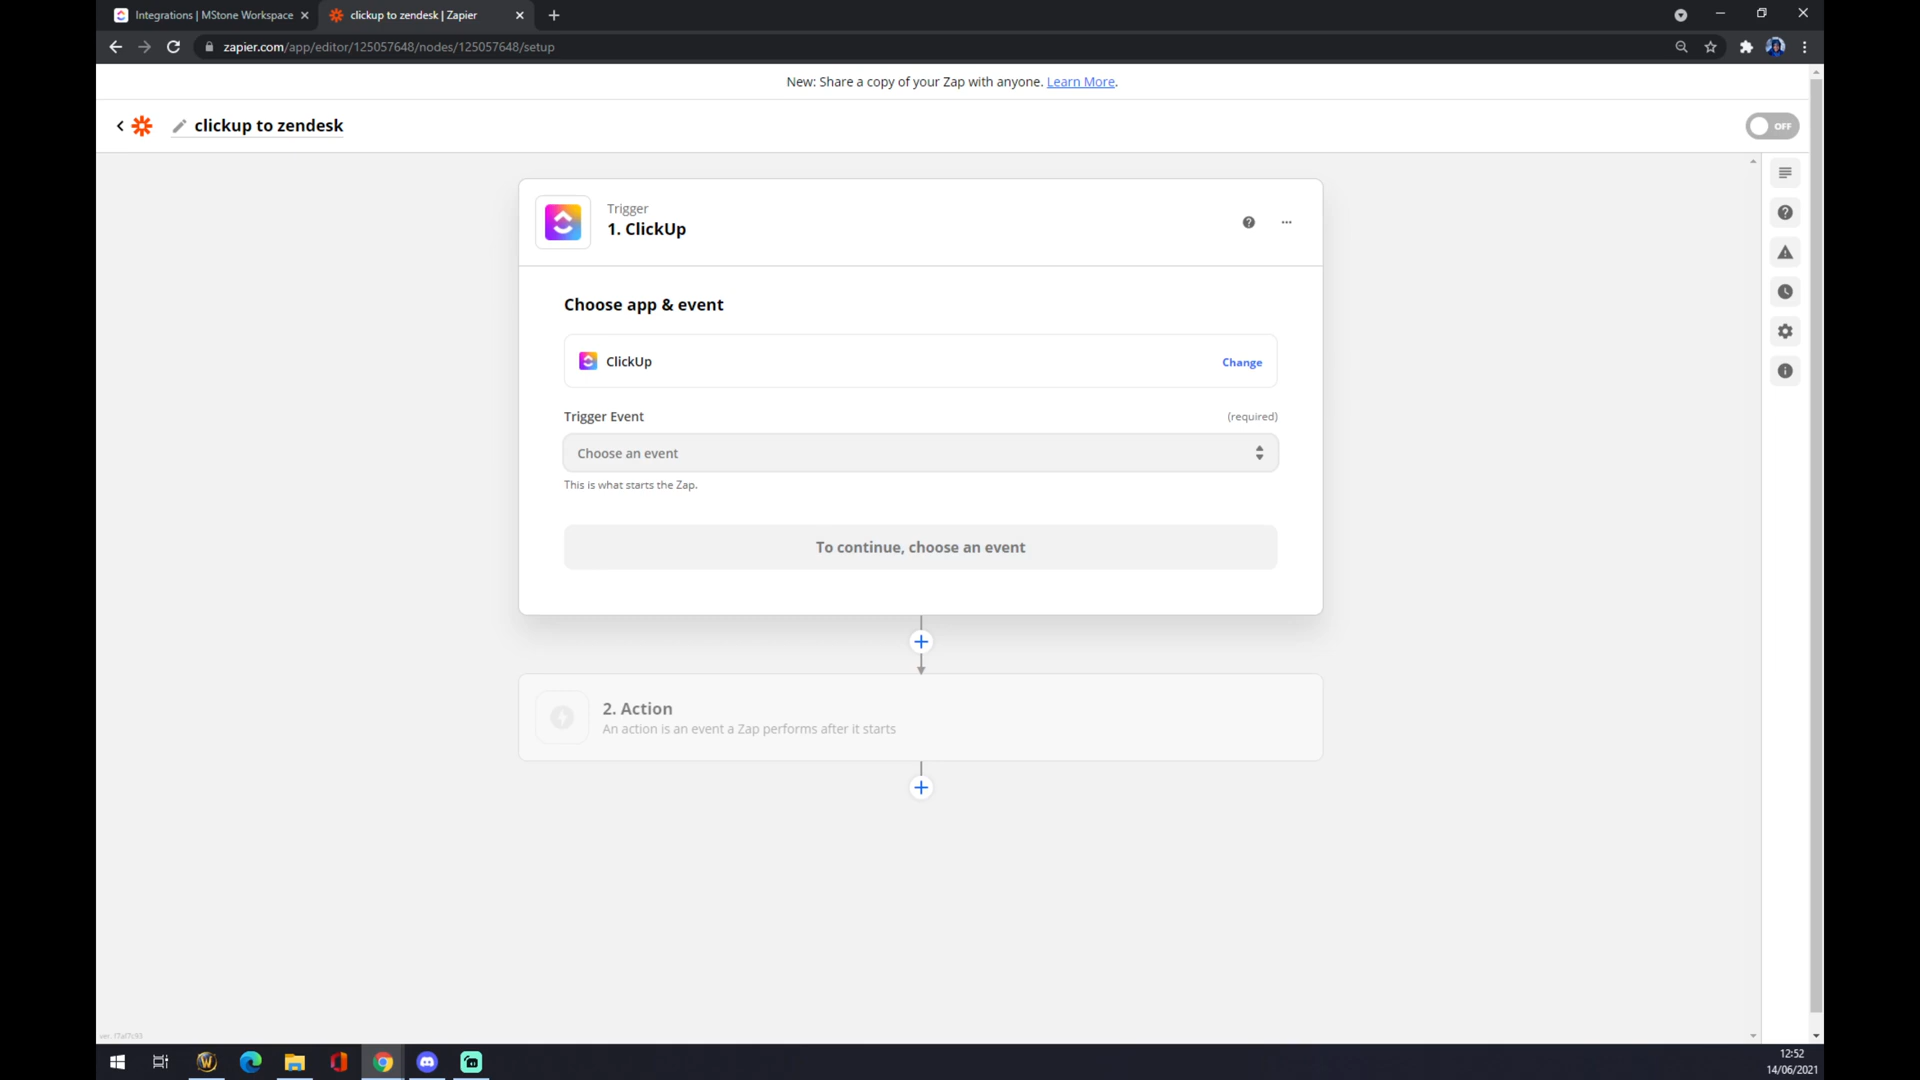 Integrations | MStone Workspace
clickup to zendesk | Zapier
zapier.com/app/editor/125057648/nodes/125057648/setup
New: Share a copy of your Zap with anyone. Learn More.
clickup to zendesk
OFF
Trigger
1. ClickUp
Choose app & event
ClickUp
Change
Trigger Event
(required)
Choose an event
This is what starts the Zap.
To continue, choose an event
2. Action
An action is an event a Zap performs after it starts
12:52
14/06/2021